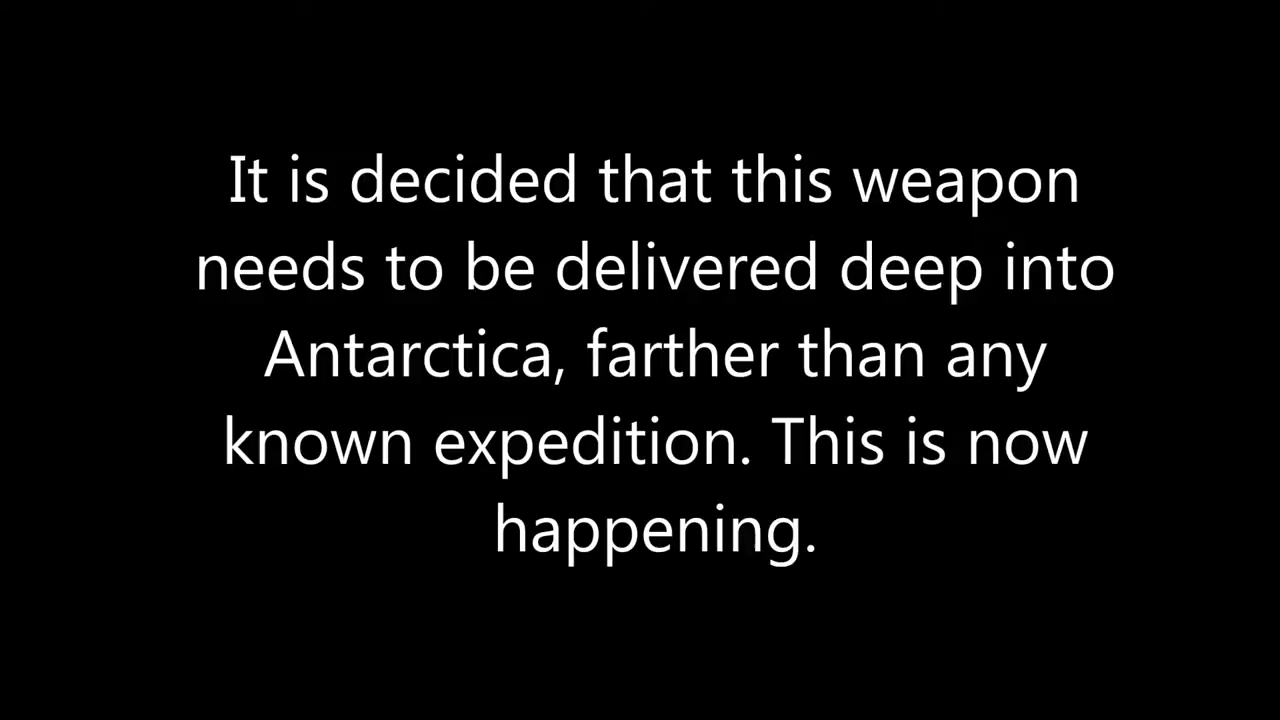 It is decided that this weapon
needs to be delivered deep into
Antarctica, farther than any
known expedition. This is now
happening.